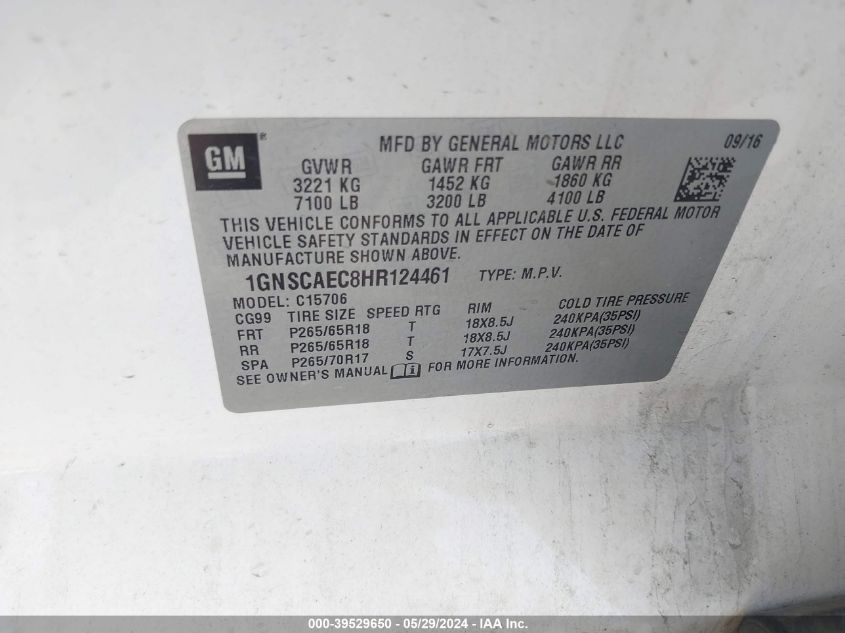 GM ®
MFD BY GENERAL MOTORS LLC 09/16
GVWR GAWR FRT GAWR RR
3221 KG 1452 KG 1860 KG
7100 LB 3200 LB 4100 LB
THIS VEHICLE CONFORMS TO ALL APPLICABLE U.S. FEDERAL MOTOR
VEHICLE SAFETY STANDARDS IN EFFECT ON THE DATE OF
MANUFACTURE SHOWN ABOVE.
1GNSCAEC8HR124461 TYPE: M.P.V.
MODEL: C15706
CG99 TIRE SIZE SPEED RTG RIM COLD TIRE PRESSURE
FRT P265/65R18 T 18X8.5J 240KPA(35PSI)
RR P265/65R18 T 18X8.5J 240KPA(35PSI)
SPA P265/70R17 S 17X7.5J 240KPA(35PSI)
SEE OWNER'S MANUAL FOR MORE INFORMATION.
000-39529650 - 05/29/2024 - IAA Inc.